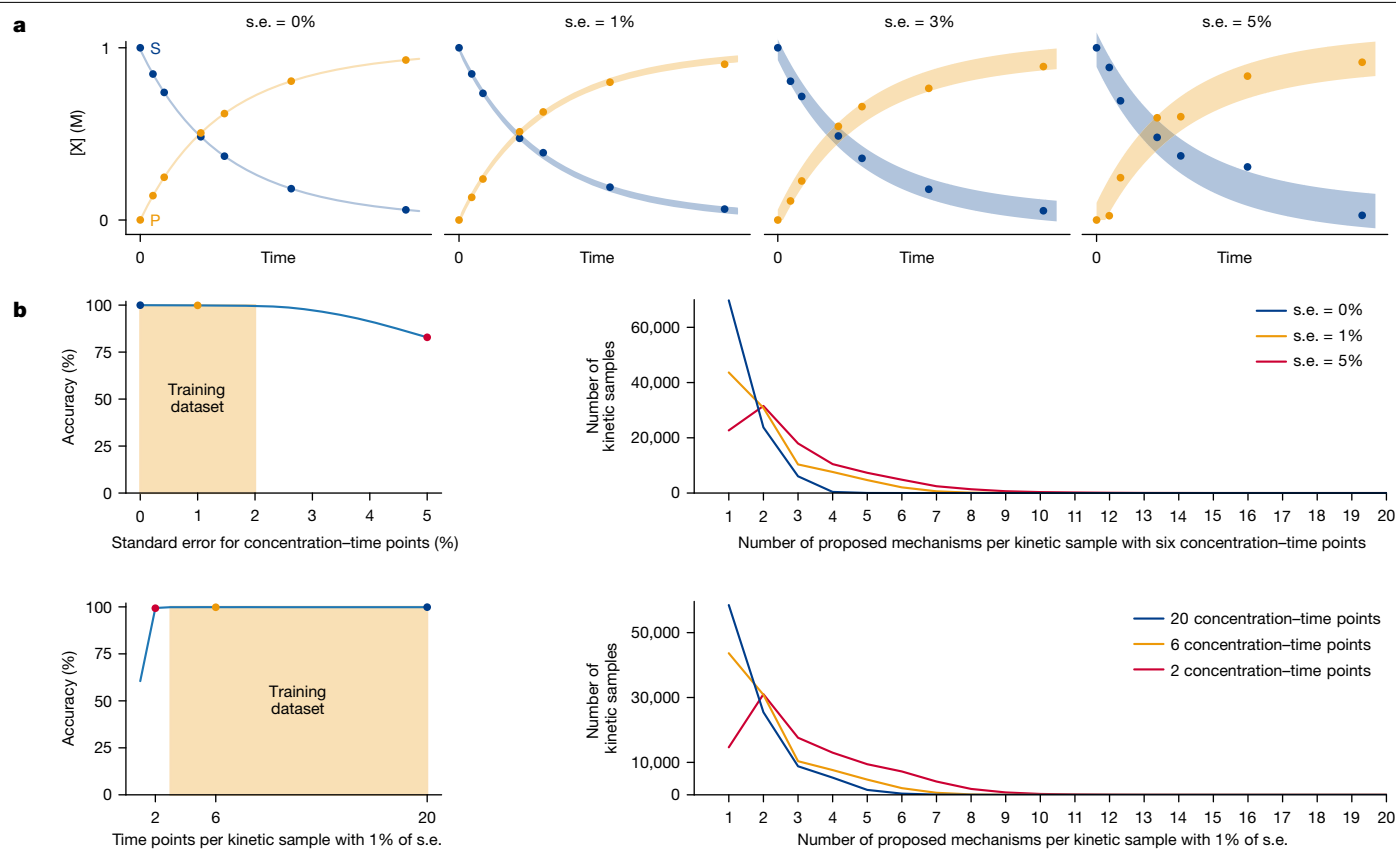 a
s.e. = 0%
s.e. = 1%
s.e. = 3%
s.e. = 5%
[X] (M)
1
0
S
P
0
Time
0
Time
0
Time
0
Time
b
Accuracy (%)
100
75
50
25
0
Training
dataset
0 1 2 3 4 5
Standard error for concentration–time points (%)
Number of
kinetic samples
60,000
40,000
20,000
0
s.e. = 0%
s.e. = 1%
s.e. = 5%
1 2 3 4 5 6 7 8 9 10 11 12 13 14 15 16 17 18 19 20
Number of proposed mechanisms per kinetic sample with six concentration–time points
Accuracy (%)
100
75
50
25
0
Training
dataset
2 6 20
Time points per kinetic sample with 1% of s.e.
Number of
kinetic samples
50,000
30,000
10,000
0
20 concentration–time points
6 concentration–time points
2 concentration–time points
1 2 3 4 5 6 7 8 9 10 11 12 13 14 15 16 17 18 19 20
Number of proposed mechanisms per kinetic sample with 1% of s.e.